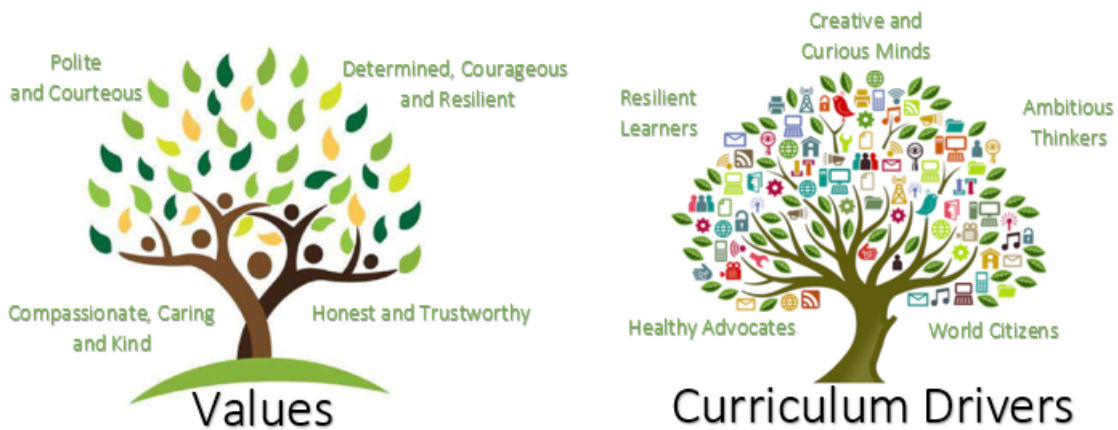 Polite
and Courteous
Determined, Courageous
and Resilient
Compassionate, Caring
and Kind
Honest and Trustworthy
Values
Creative and
Curious Minds
Resilient
Learners
Ambitious
Thinkers
Healthy Advocates
World Citizens
Curriculum Drivers